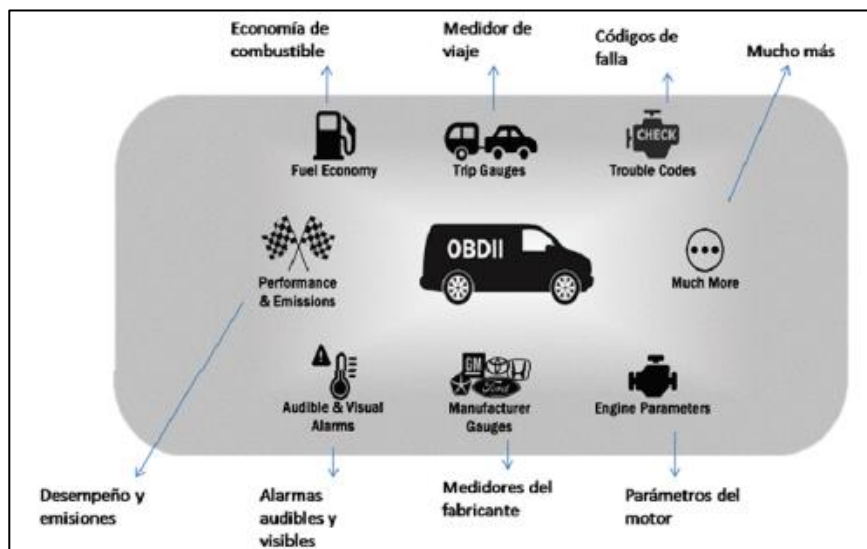 Economía de
combustible
Medidor de
viaje
Códigos de
falla
Mucho más
Fuel Economy
Trip Gauges
CHECK
Trouble Codes
Performance
& Emissions
OBDII
Much More
Audible & Visual
Alarms
GM
Ford
Manufacturer
Gauges
Engine Parameters
Desempeño y
emisiones
Alarmas
audibles y
visibles
Medidores del
fabricante
Parámetros del
motor